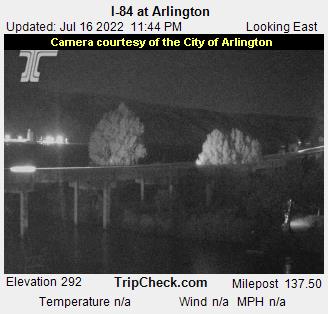 I-84 at Arlington
Updated: Jul 16 2022 11:44 PM Looking East
Camera courtesy of the City of Arlington
Elevation 292 TripCheck.com Milepost 137.50
Temperature n/a Wind n/a MPH n/a